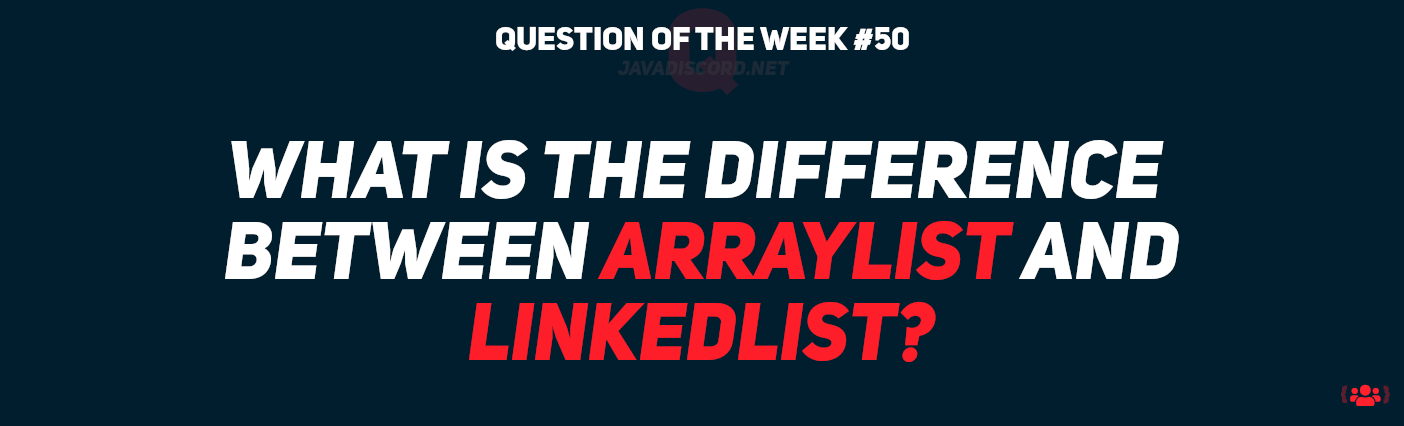 QUESTION OF THE WEEK #50
JAVADISCORD.NET
WHAT IS THE DIFFERENCE
BETWEEN ARRAYLIST AND
LINKEDLIST?